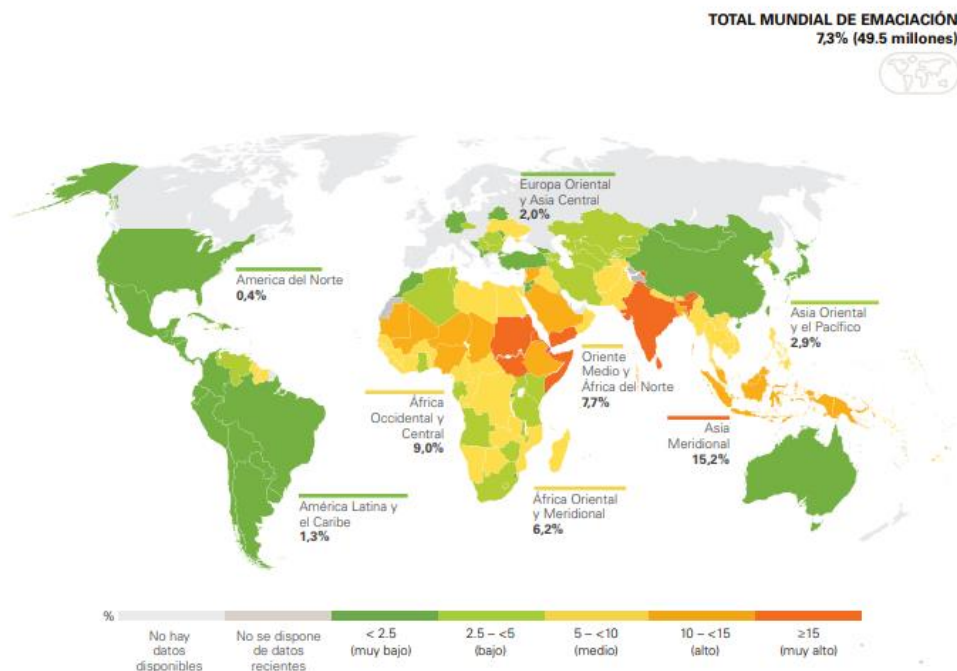 TOTAL MUNDIAL DE EMACIACIÓN
7,3% (49.5 millones)
Europa Oriental
y Asia Central
2,0%
America del Norte
0,4%
Asia Oriental
y el Pacífico
2,9%
Oriente
Medio y
África del Norte
7,7%
África
Occidental y
Central
9,0%
Asia
Meridional
15,2%
América Latina y
el Caribe
1,3%
África Oriental
y Meridional
6,2%
%
No hay
datos
disponibles
No se dispone
de datos
recientes
< 2.5
(muy bajo)
2.5 – <5
(bajo)
5 – <10
(medio)
10 – <15
(alto)
≥15
(muy alto)